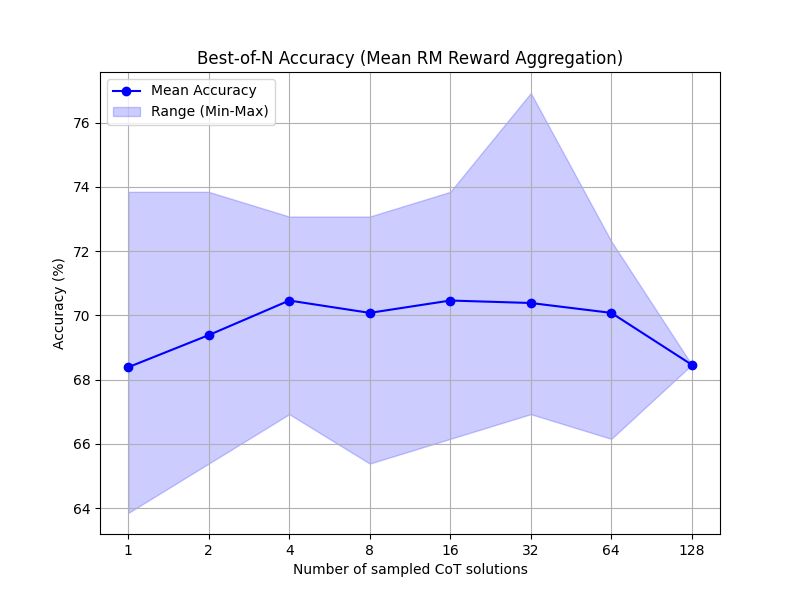 Best-of-N Accuracy (Mean RM Reward Aggregation)
Mean Accuracy
Range (Min-Max)
Accuracy (%)
76
74
72
70
68
66
64
1 2 4 8 16 32 64 128
Number of sampled CoT solutions